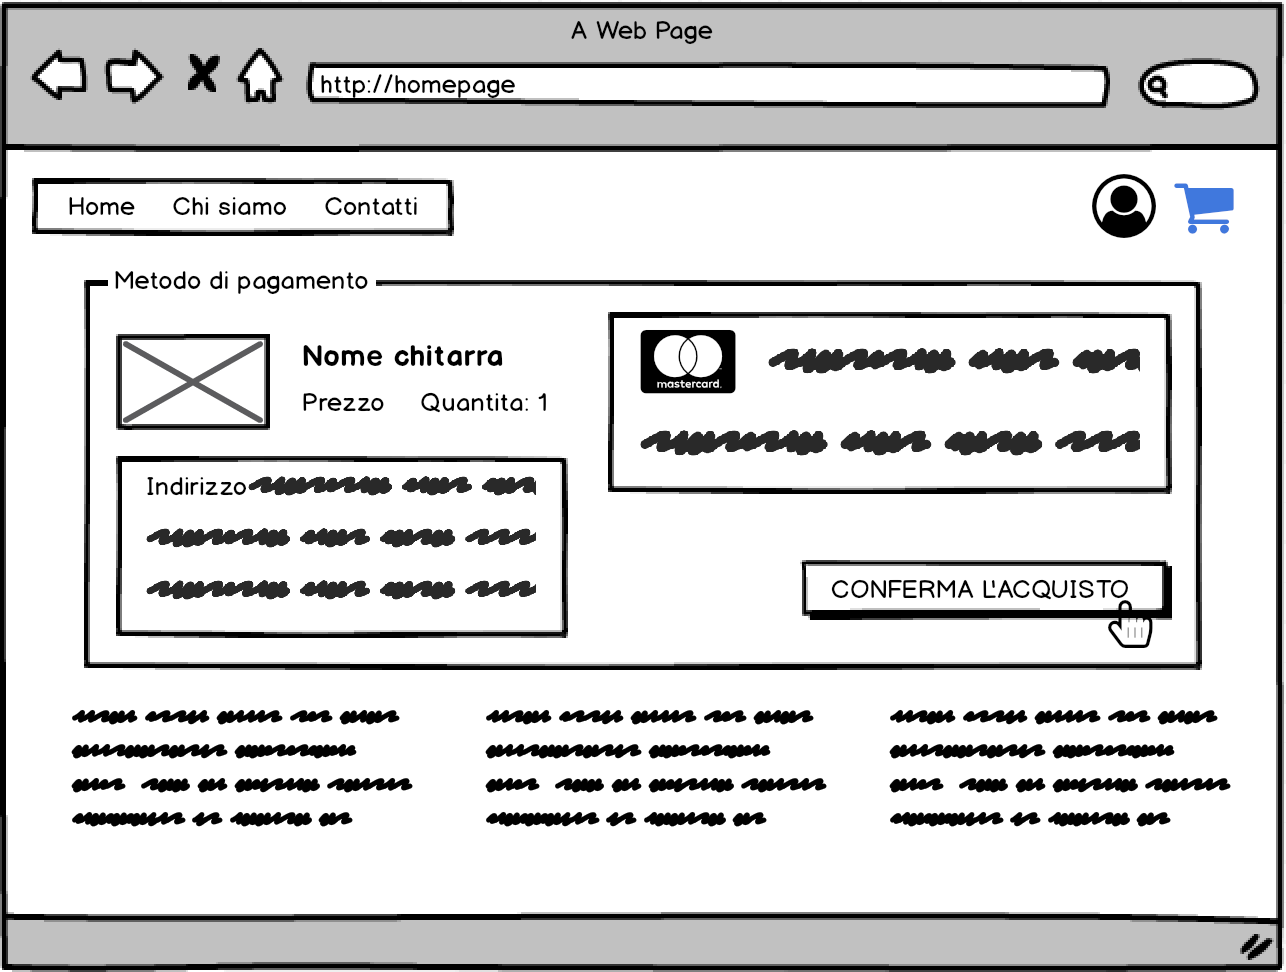 A Web Page
http://homepage
Home Chi siamo Contatti
Metodo di pagamento
Nome chitarra
Prezzo Quantita: 1
mastercard.
Indirizzo
CONFERMA L'ACQUISTO